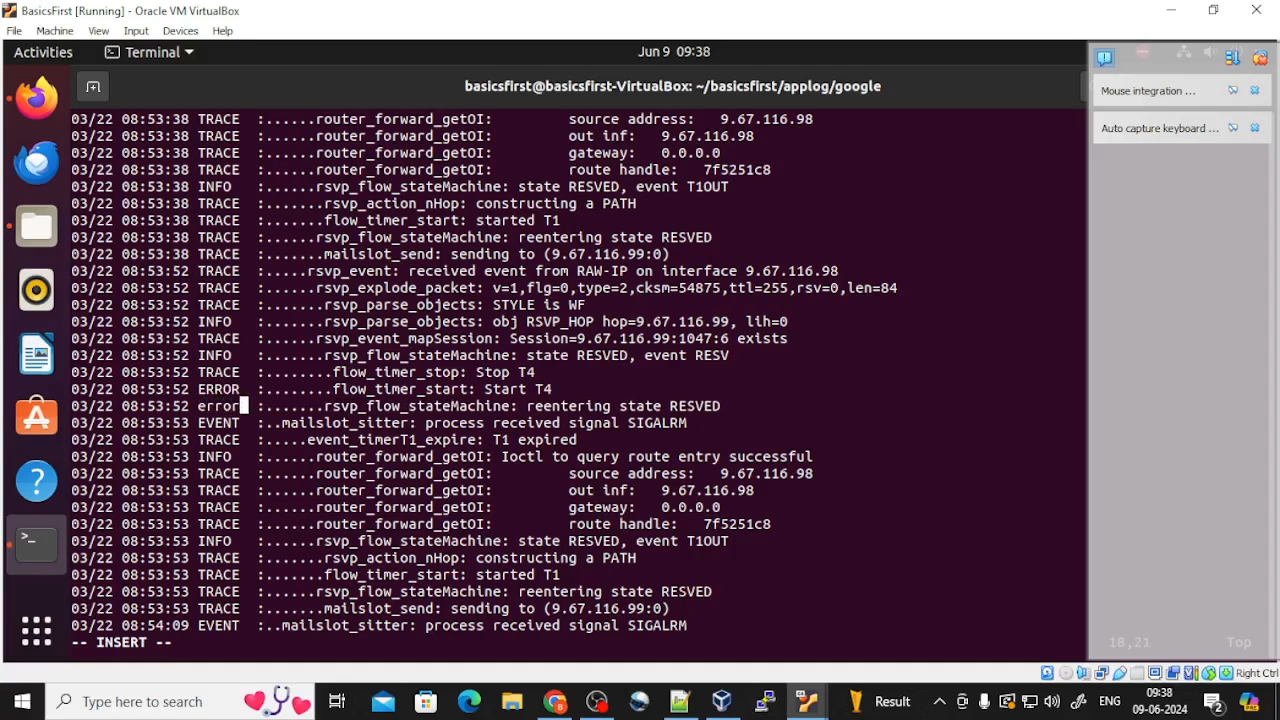 BasicsFirst [Running] - Oracle VM VirtualBox
File Machine View Input Devices Help
Activities Terminal Jun 9 09:38
basicsfirst@basicsfirst-VirtualBox: ~/basicsfirst/applog/google
Mouse integration ...
Auto capture keyboard ...
03/22 08:53:38 TRACE  :......router_forward_getOI:         source address:   9.67.116.98
03/22 08:53:38 TRACE  :......router_forward_getOI:         out inf:   9.67.116.98
03/22 08:53:38 TRACE  :......router_forward_getOI:         gateway:   0.0.0.0
03/22 08:53:38 TRACE  :......router_forward_getOI:         route handle:   7f5251c8
03/22 08:53:38 INFO   :......rsvp_flow_stateMachine: state RESVED, event T1OUT
03/22 08:53:38 TRACE  :.......rsvp_action_nHop: constructing a PATH
03/22 08:53:38 TRACE  :.......flow_timer_start: started T1
03/22 08:53:38 TRACE  :......rsvp_flow_stateMachine: reentering state RESVED
03/22 08:53:38 TRACE  :.......mailslot_send: sending to (9.67.116.99:0)
03/22 08:53:52 TRACE  :.....rsvp_event: received event from RAW-IP on interface 9.67.116.98
03/22 08:53:52 TRACE  :......rsvp_explode_packet: v=1,flg=0,type=2,cksm=54875,ttl=255,rsv=0,len=84
03/22 08:53:52 TRACE  :.......rsvp_parse_objects: STYLE is WF
03/22 08:53:52 INFO   :.......rsvp_parse_objects: obj RSVP_HOP hop=9.67.116.99, lih=0
03/22 08:53:52 TRACE  :......rsvp_event_mapSession: Session=9.67.116.99:1047:6 exists
03/22 08:53:52 INFO   :.......rsvp_flow_stateMachine: state RESVED, event RESV
03/22 08:53:52 TRACE  :........flow_timer_stop: Stop T4
03/22 08:53:52 ERROR  :........flow_timer_start: Start T4
03/22 08:53:52 error  :.......rsvp_flow_stateMachine: reentering state RESVED
03/22 08:53:52 EVENT  :..mailslot_sitter: process received signal SIGALRM
03/22 08:53:52 TRACE  :.....event_timerT1_expire: T1 expired
03/22 08:53:53 INFO   :......router_forward_getOI: Ioctl to query route entry successful
03/22 08:53:53 TRACE  :......router_forward_getOI:         source address:   9.67.116.98
03/22 08:53:53 TRACE  :......router_forward_getOI:         out inf:   9.67.116.98
03/22 08:53:53 TRACE  :......router_forward_getOI:         gateway:   0.0.0.0
03/22 08:53:53 TRACE  :......router_forward_getOI:         route handle:   7f5251c8
03/22 08:53:53 INFO   :......rsvp_flow_stateMachine: state RESVED, event T1OUT
03/22 08:53:53 TRACE  :.......rsvp_action_nHop: constructing a PATH
03/22 08:53:53 TRACE  :.......flow_timer_start: started T1
03/22 08:53:53 TRACE  :......rsvp_flow_stateMachine: reentering state RESVED
03/22 08:53:53 TRACE  :.......mailslot_send: sending to (9.67.116.99:0)
03/22 08:54:09 EVENT  :..mailslot_sitter: process received signal SIGALRM
-- INSERT -- 18,21 Top
Right Ctrl
Type here to search Result ENG 09:38
09-06-2024
2